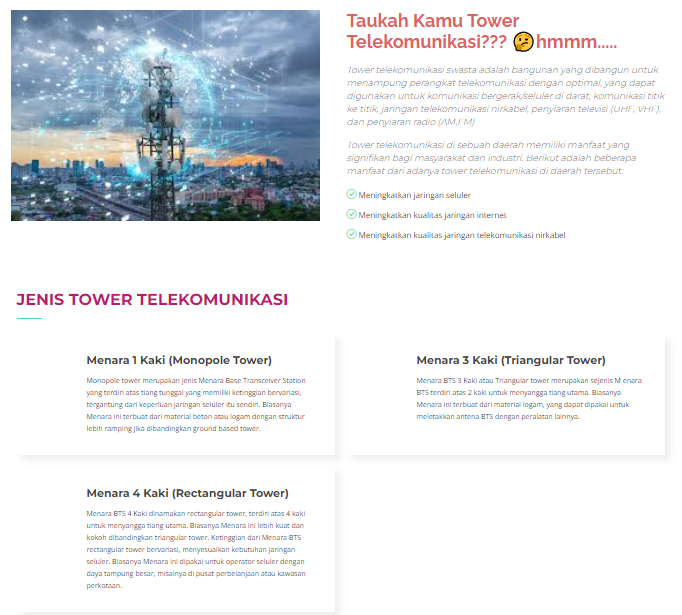 Taukah Kamu Tower
Telekomunikasi??? 🤔hmmm.....
Tower telekomunikasi swasta adalah bangunan yang dibangun untuk
menampung perangkat telekomunikasi dengan optimal, yang dapat
digunakan untuk komunikasi bergerak/seluler di darat, komunikasi titik
ke titik, jaringan telekomunikasi nirkabel, penyiaran televisi (UHF, VHF),
dan penyiaran radio (AM,FM)
Tower telekomunikasi di sebuah daerah memiliki manfaat yang
signifikan bagi masyarakat dan industri. Berikut adalah beberapa
manfaat dari adanya tower telekomunikasi di daerah tersebut:
Meningkatkan jaringan seluler
Meningkatkan kualitas jaringan internet
Meningkatkan kualitas jaringan telekomunikasi nirkabel
JENIS TOWER TELEKOMUNIKASI
Menara 1 Kaki (Monopole Tower)
Monopole tower merupakan jenis Menara Base Transceiver Station
yang terdiri atas tiang tunggal yang memiliki ketinggian bervariasi,
tergantung dari keperluan jaringan seluler itu sendiri. Biasanya
Menara ini terbuat dari material beton atau logam dengan struktur
lebih ramping jika dibandingkan ground based tower.
Menara 3 Kaki (Triangular Tower)
Menara BTS 3 Kaki atau Triangular tower merupakan sejenis M enara
BTS terdiri atas 2 kaki untuk menyangga tiang utama. Biasanya
Menara ini terbuat dari material logam, yang dapat dipakai untuk
meletakkan antena BTS dengan peralatan lainnya.
Menara 4 Kaki (Rectangular Tower)
Menara BTS 4 Kaki dinamakan rectangular tower, terdiri atas 4 kaki
untuk menyangga tiang utama. Biasanya Menara ini lebih kuat dan
kokoh dibandingkan triangular tower. Ketinggian dari Menara BTS
rectangular tower bervariasi, menyesuaikan kebutuhan jaringan
seluler. Biasanya Menara ini dipakai untuk operator seluler dengan
daya tampung besar, misalnya di pusat perbelanjaan atau kawasan
perkotaan.